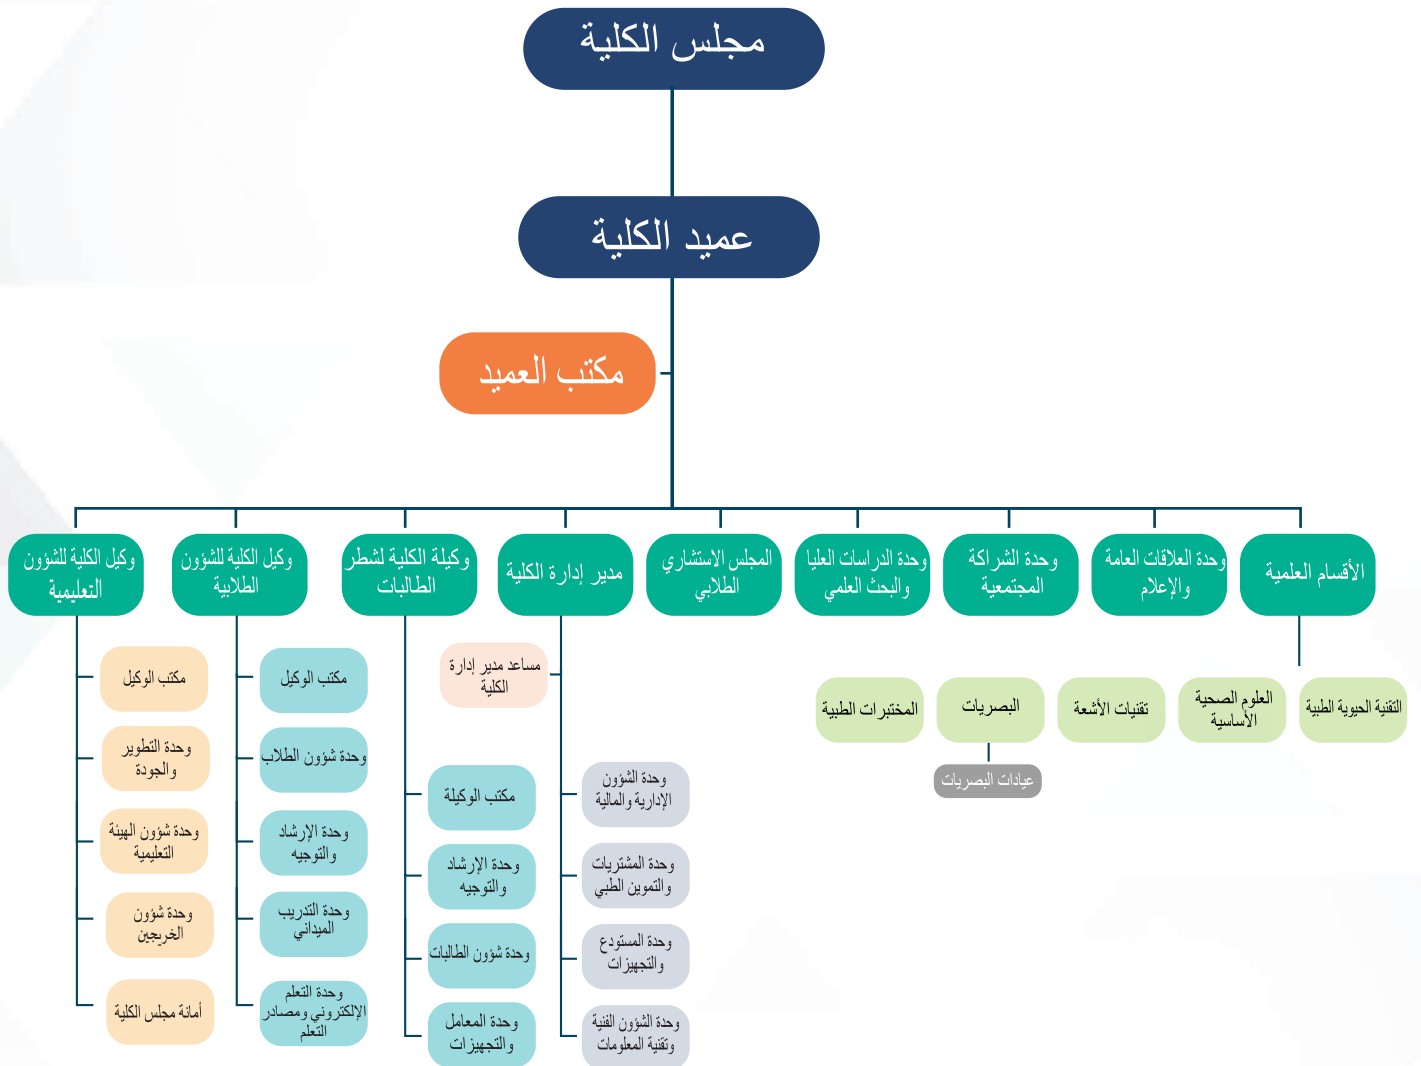 مجلس الكلية
عميد الكلية
مكتب العميد
الأقسام العلمية
وحدة العلاقات العامة
والإعلام
وحدة الشراكة
المجتمعية
وحدة الدراسات العليا
والبحث العلمي
المجلس الاستشاري
الطلابي
مدير إدارة الكلية
وكيلة الكلية لشطر
الطالبات
وكيل الكلية للشؤون
الطلابية
وكيل الكلية للشؤون
التعليمية
التقنية الحيوية الطبية
العلوم الصحية
الأساسية
تقنيات الأشعة
البصريات
المختبرات الطبية
عيادات البصريات
مساعد مدير إدارة
الكلية
وحدة الشؤون
الإدارية والمالية
وحدة المشتريات
والتموين الطبي
وحدة المستودع
والتجهيزات
وحدة الشؤون الفنية
وتقنية المعلومات
مكتب الوكيلة
وحدة الإرشاد
والتوجيه
وحدة شؤون الطالبات
وحدة المعامل
والتجهيزات
مكتب الوكيل
وحدة شؤون الطلاب
وحدة الإرشاد
والتوجيه
وحدة التدريب
الميداني
وحدة التعلم
الإلكتروني ومصادر
التعلم
مكتب الوكيل
وحدة التطوير
والجودة
وحدة شؤون الهيئة
التعليمية
وحدة شؤون
الخريجين
أمانة مجلس الكلية